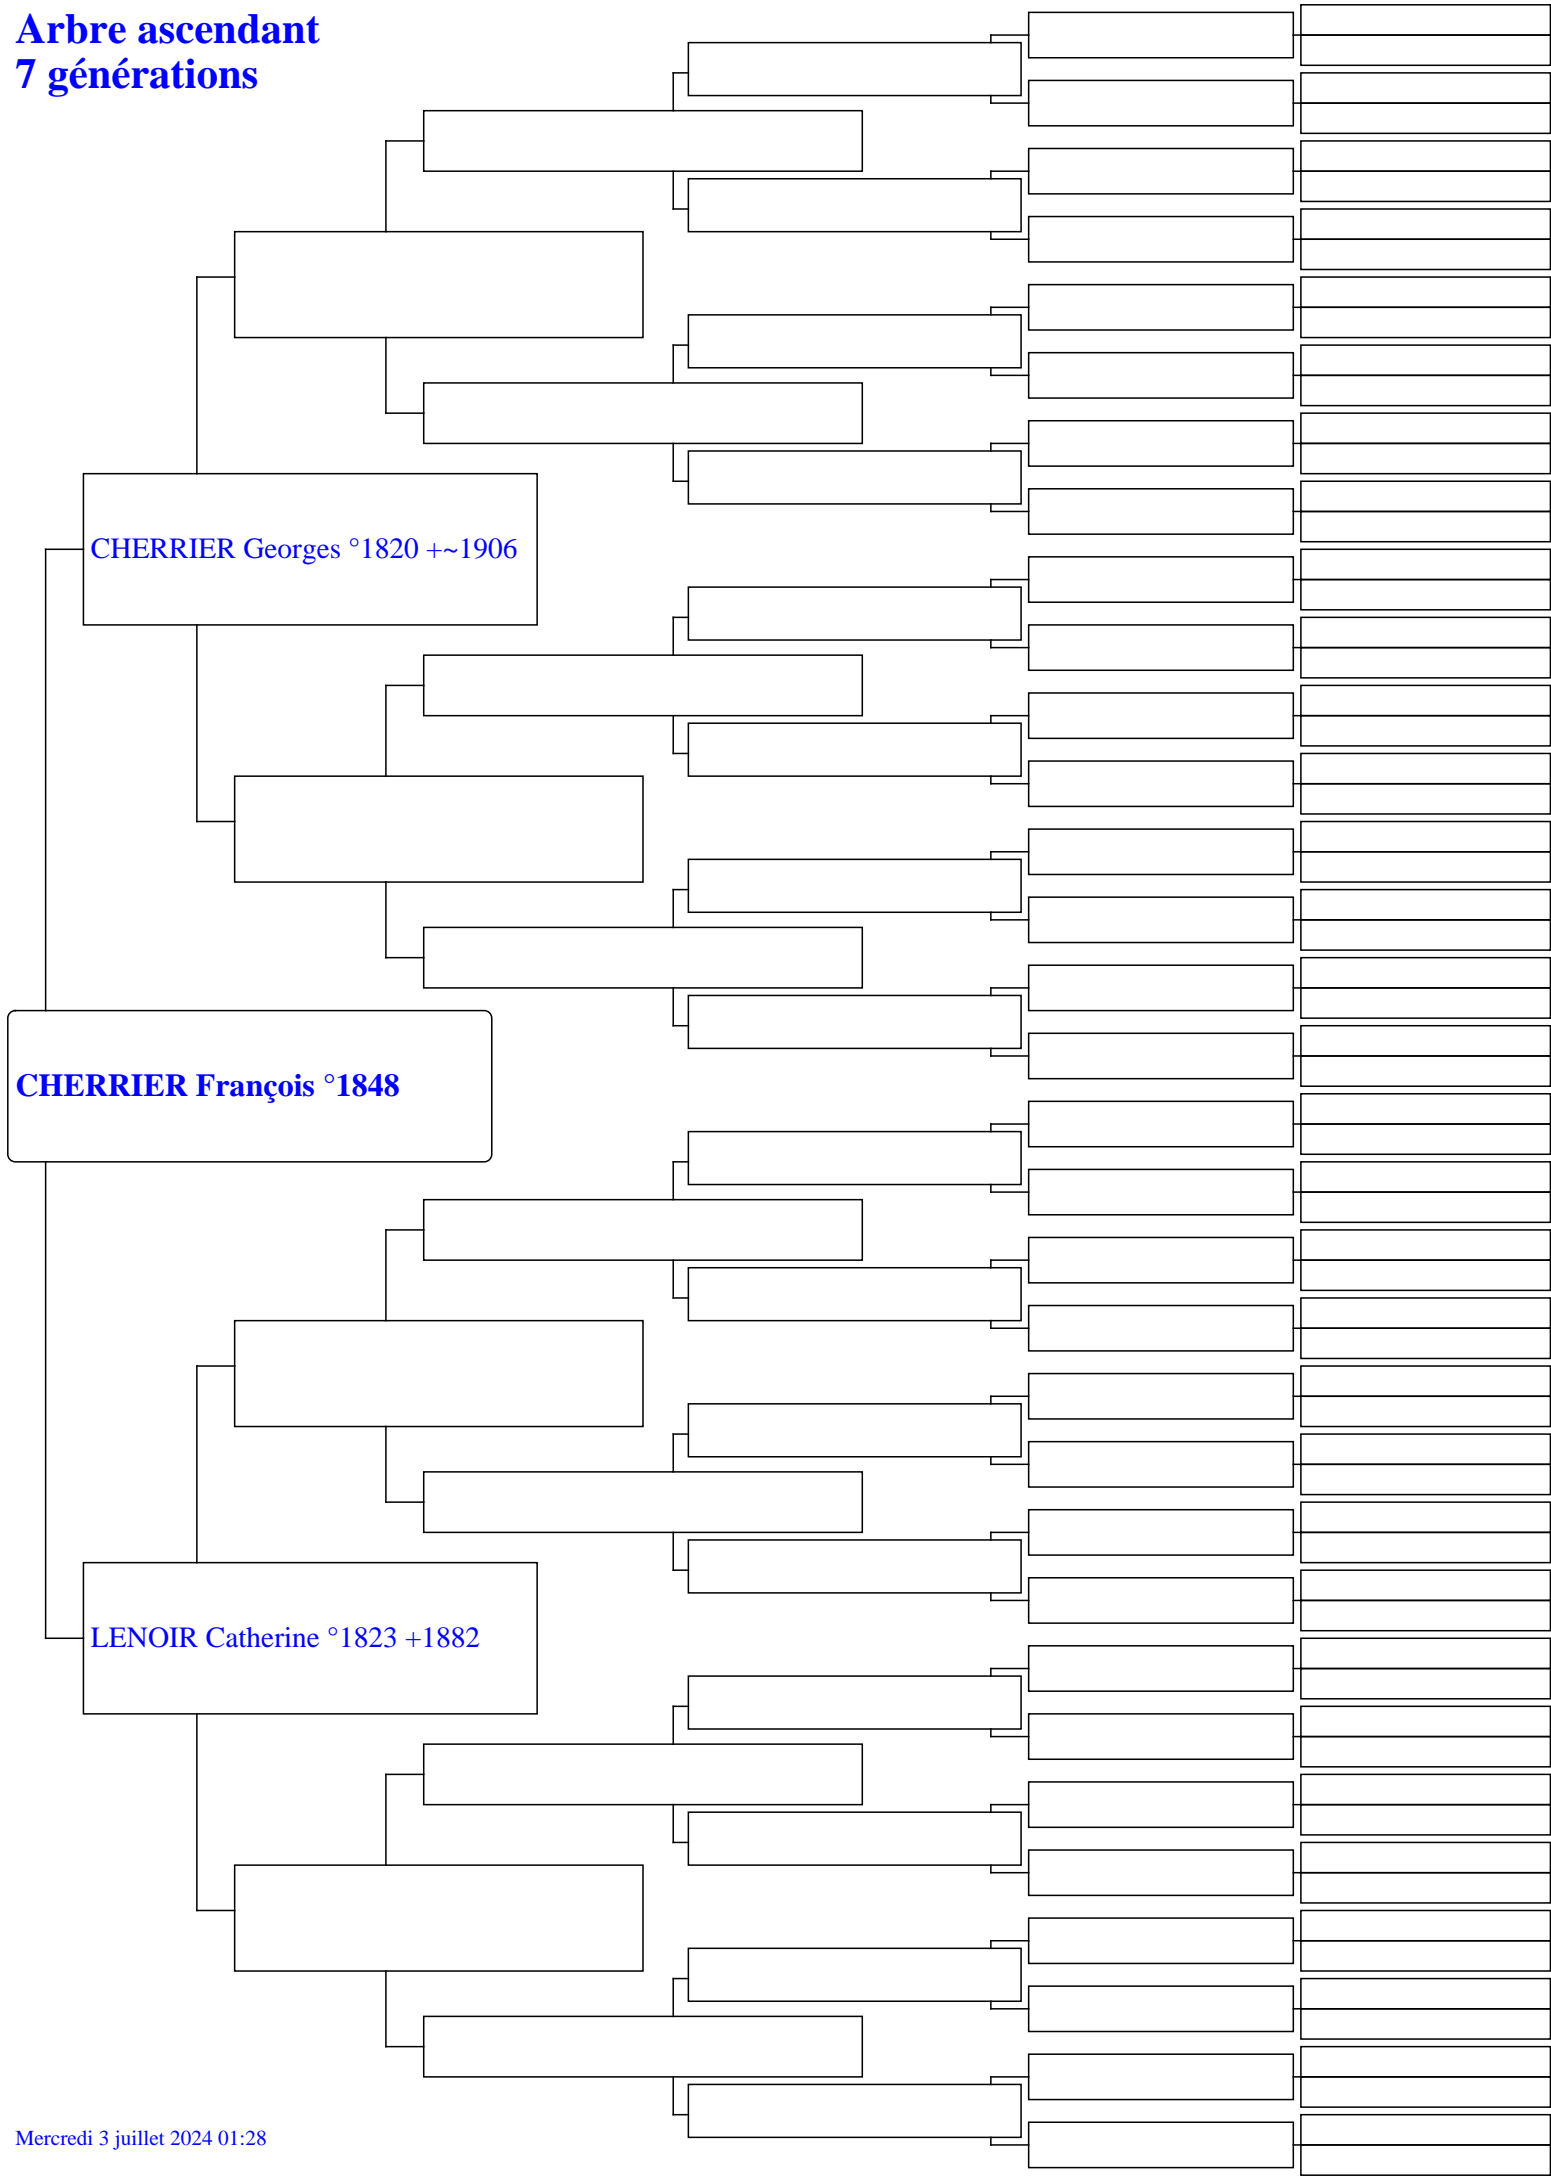 Arbre ascendant
7 générations
CHERRIER Georges °1820 +~1906
CHERRIER François °1848
LENOIR Catherine °1823 +1882
Mercredi 3 juillet 2024 01:28